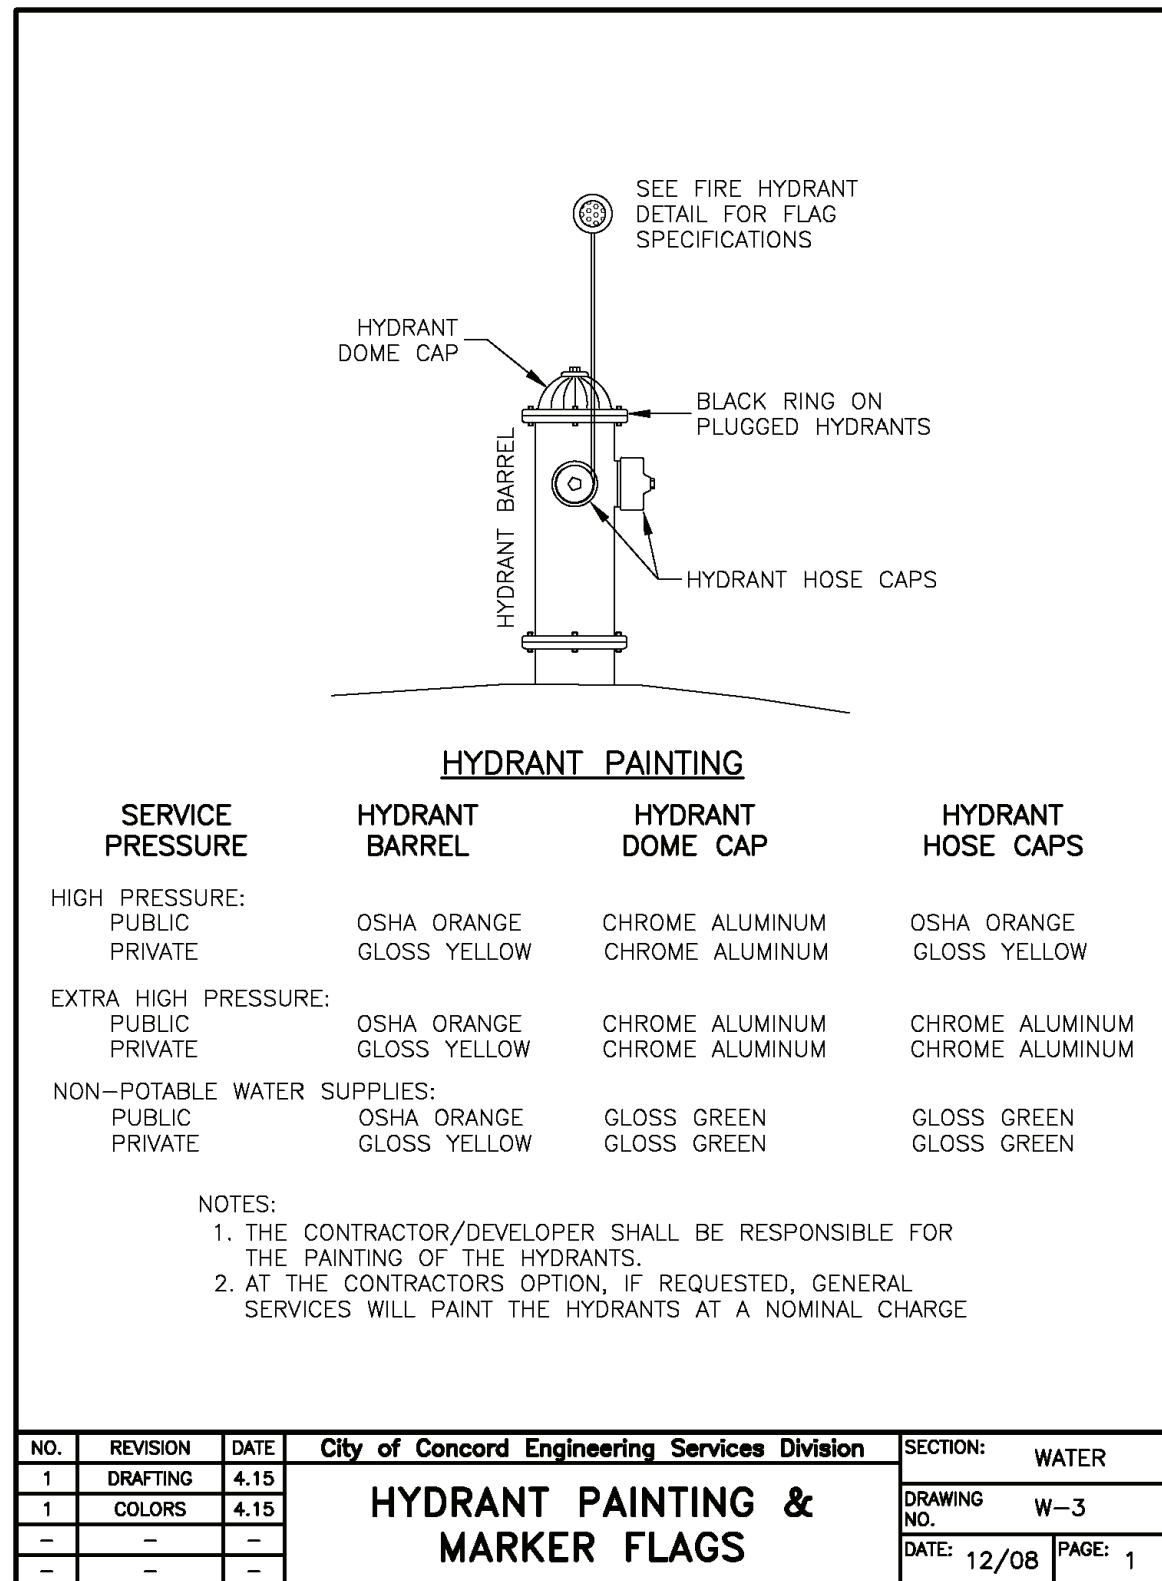 SEE FIRE HYDRANT
DETAIL FOR FLAG
SPECIFICATIONS
HYDRANT
DOME CAP
BLACK RING ON
PLUGGED HYDRANTS
HYDRANT BARREL
HYDRANT HOSE CAPS
HYDRANT PAINTING
SERVICE PRESSURE
HYDRANT BARREL
HYDRANT DOME CAP
HYDRANT HOSE CAPS
HIGH PRESSURE:
PUBLIC OSHA ORANGE CHROME ALUMINUM OSHA ORANGE
PRIVATE GLOSS YELLOW CHROME ALUMINUM GLOSS YELLOW
EXTRA HIGH PRESSURE:
PUBLIC OSHA ORANGE CHROME ALUMINUM CHROME ALUMINUM
PRIVATE GLOSS YELLOW CHROME ALUMINUM CHROME ALUMINUM
NON-POTABLE WATER SUPPLIES:
PUBLIC OSHA ORANGE GLOSS GREEN GLOSS GREEN
PRIVATE GLOSS YELLOW GLOSS GREEN GLOSS GREEN
NOTES:
1. THE CONTRACTOR/DEVELOPER SHALL BE RESPONSIBLE FOR
THE PAINTING OF THE HYDRANTS.
2. AT THE CONTRACTORS OPTION, IF REQUESTED, GENERAL
SERVICES WILL PAINT THE HYDRANTS AT A NOMINAL CHARGE
NO. REVISION DATE
1 DRAFTING 4.15
1 COLORS 4.15
- - -
- - -
City of Concord Engineering Services Division
HYDRANT PAINTING &
MARKER FLAGS
SECTION: WATER
DRAWING NO. W-3
DATE: 12/08 PAGE: 1